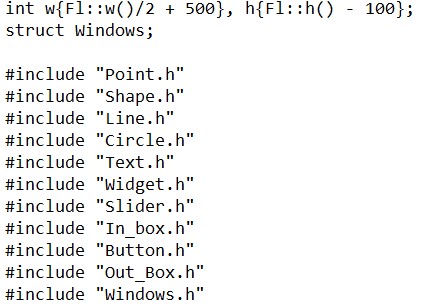 int w{Fl::w()/2 + 500}, h{Fl::h() - 100};
struct Windows;

#include "Point.h"
#include "Shape.h"
#include "Line.h"
#include "Circle.h"
#include "Text.h"
#include "Widget.h"
#include "Slider.h"
#include "In_box.h"
#include "Button.h"
#include "Out_Box.h"
#include "Windows.h"